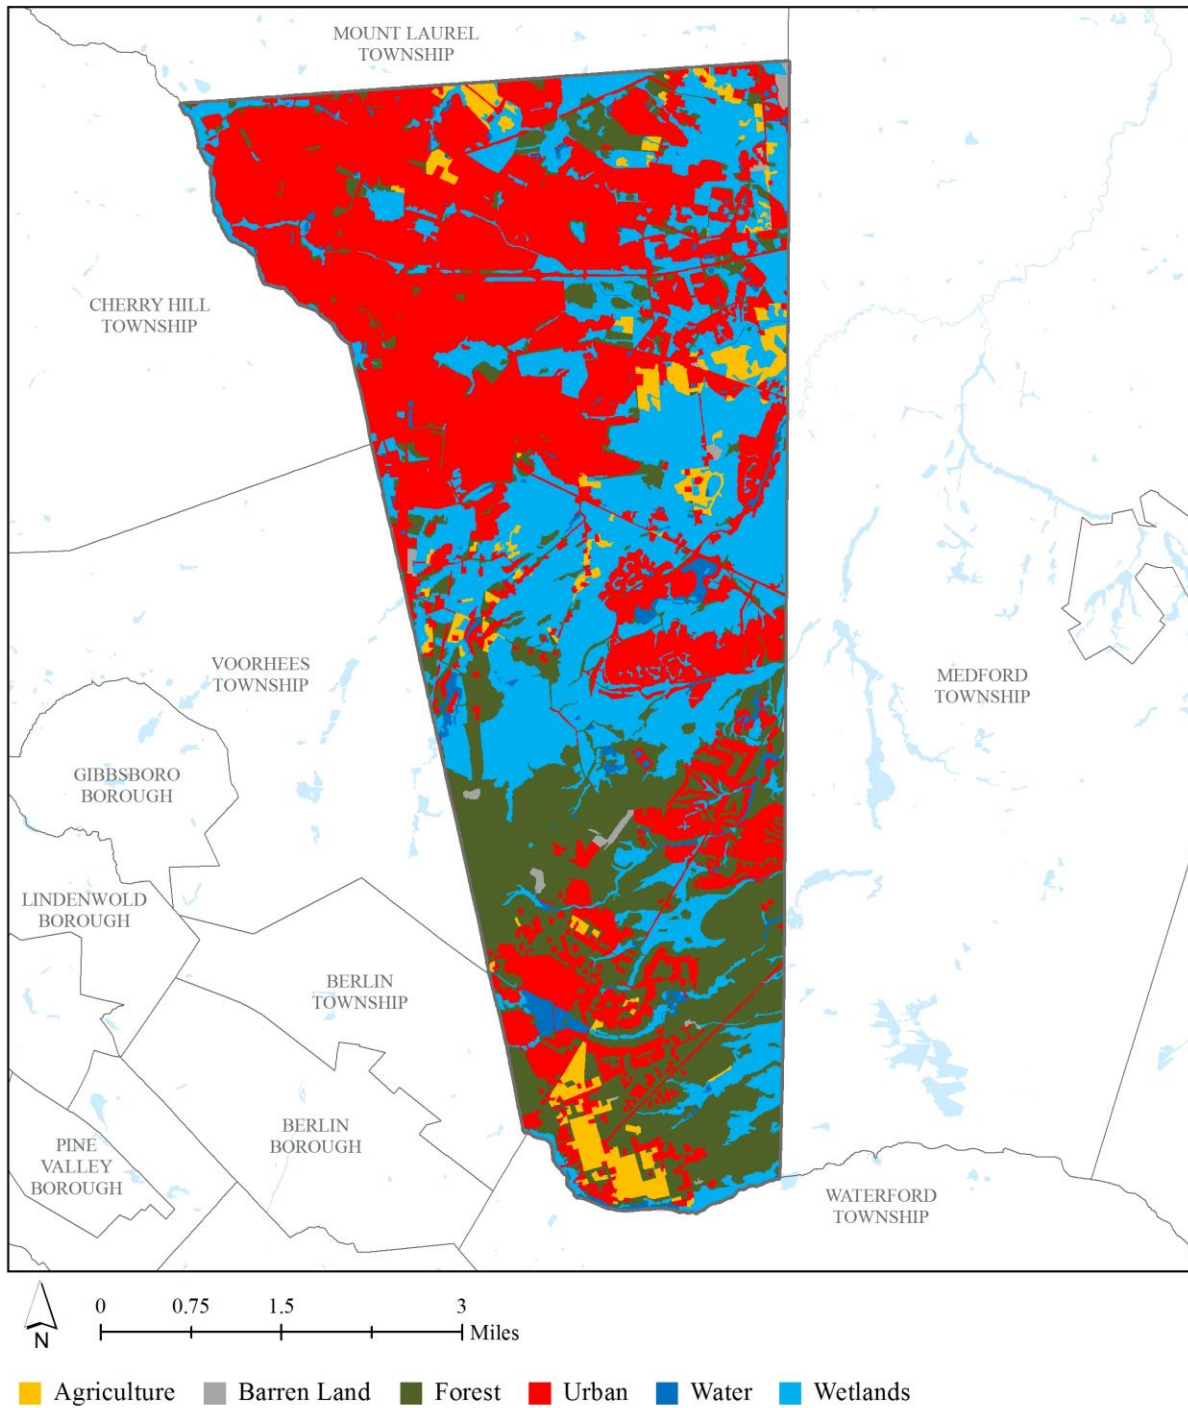 MOUNT LAUREL
TOWNSHIP
CHERRY HILL
TOWNSHIP
VOORHEES
TOWNSHIP
MEDFORD
TOWNSHIP
GIBBSBORO
BOROUGH
LINDENWOLD
BOROUGH
BERLIN
TOWNSHIP
BERLIN
BOROUGH
PINE
VALLEY
BOROUGH
WATERFORD
TOWNSHIP
N
0 0.75 1.5 3
Miles
Agriculture Barren Land Forest Urban Water Wetlands